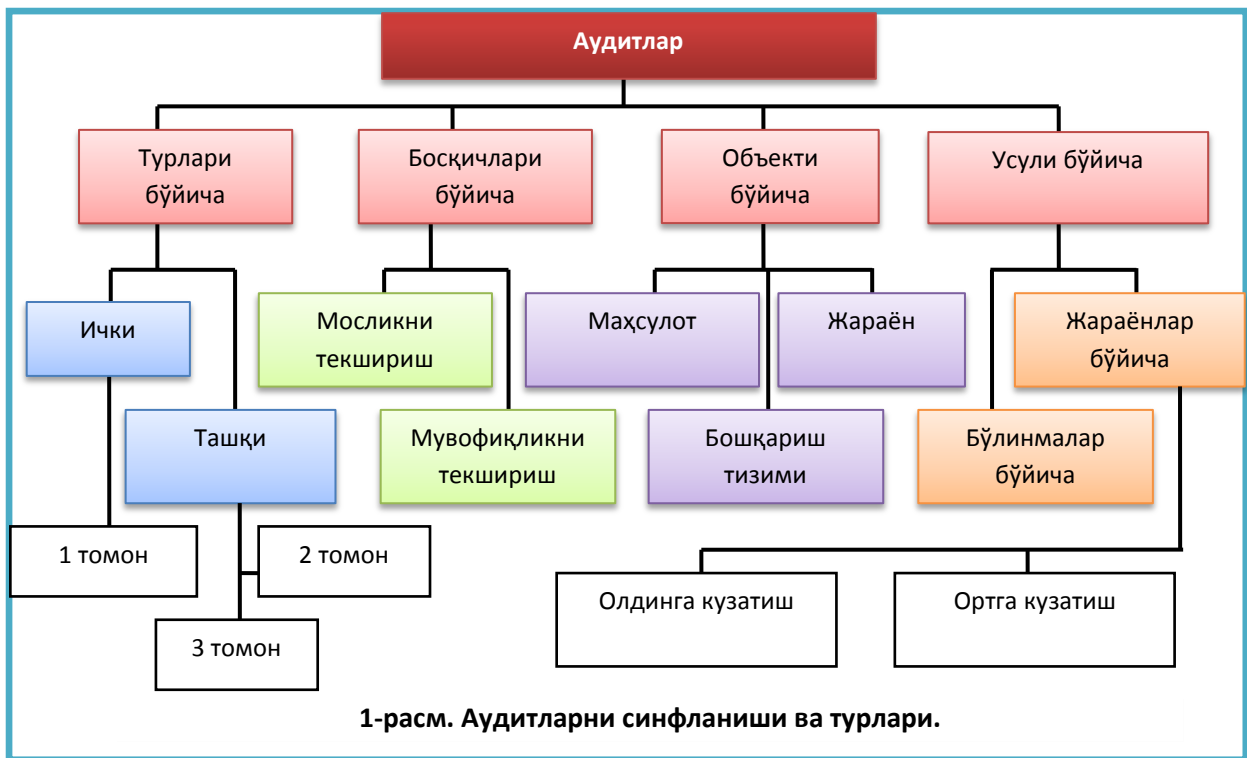 Аудитлар
Турлари
бўйича
Босқичлари
бўйича
Объекти
бўйича
Усули бўйича
Ички
Мосликни
текшириш
Маҳсулот
Жараён
Жараёнлар
бўйича
Ташқи
Мувофиқликни
текшириш
Бошқариш
тизими
Бўлинмалар
бўйича
1 томон
2 томон
3 томон
Олдинга кузатиш
Ортга кузатиш
1-расм. Аудитларни синфланиши ва турлари.